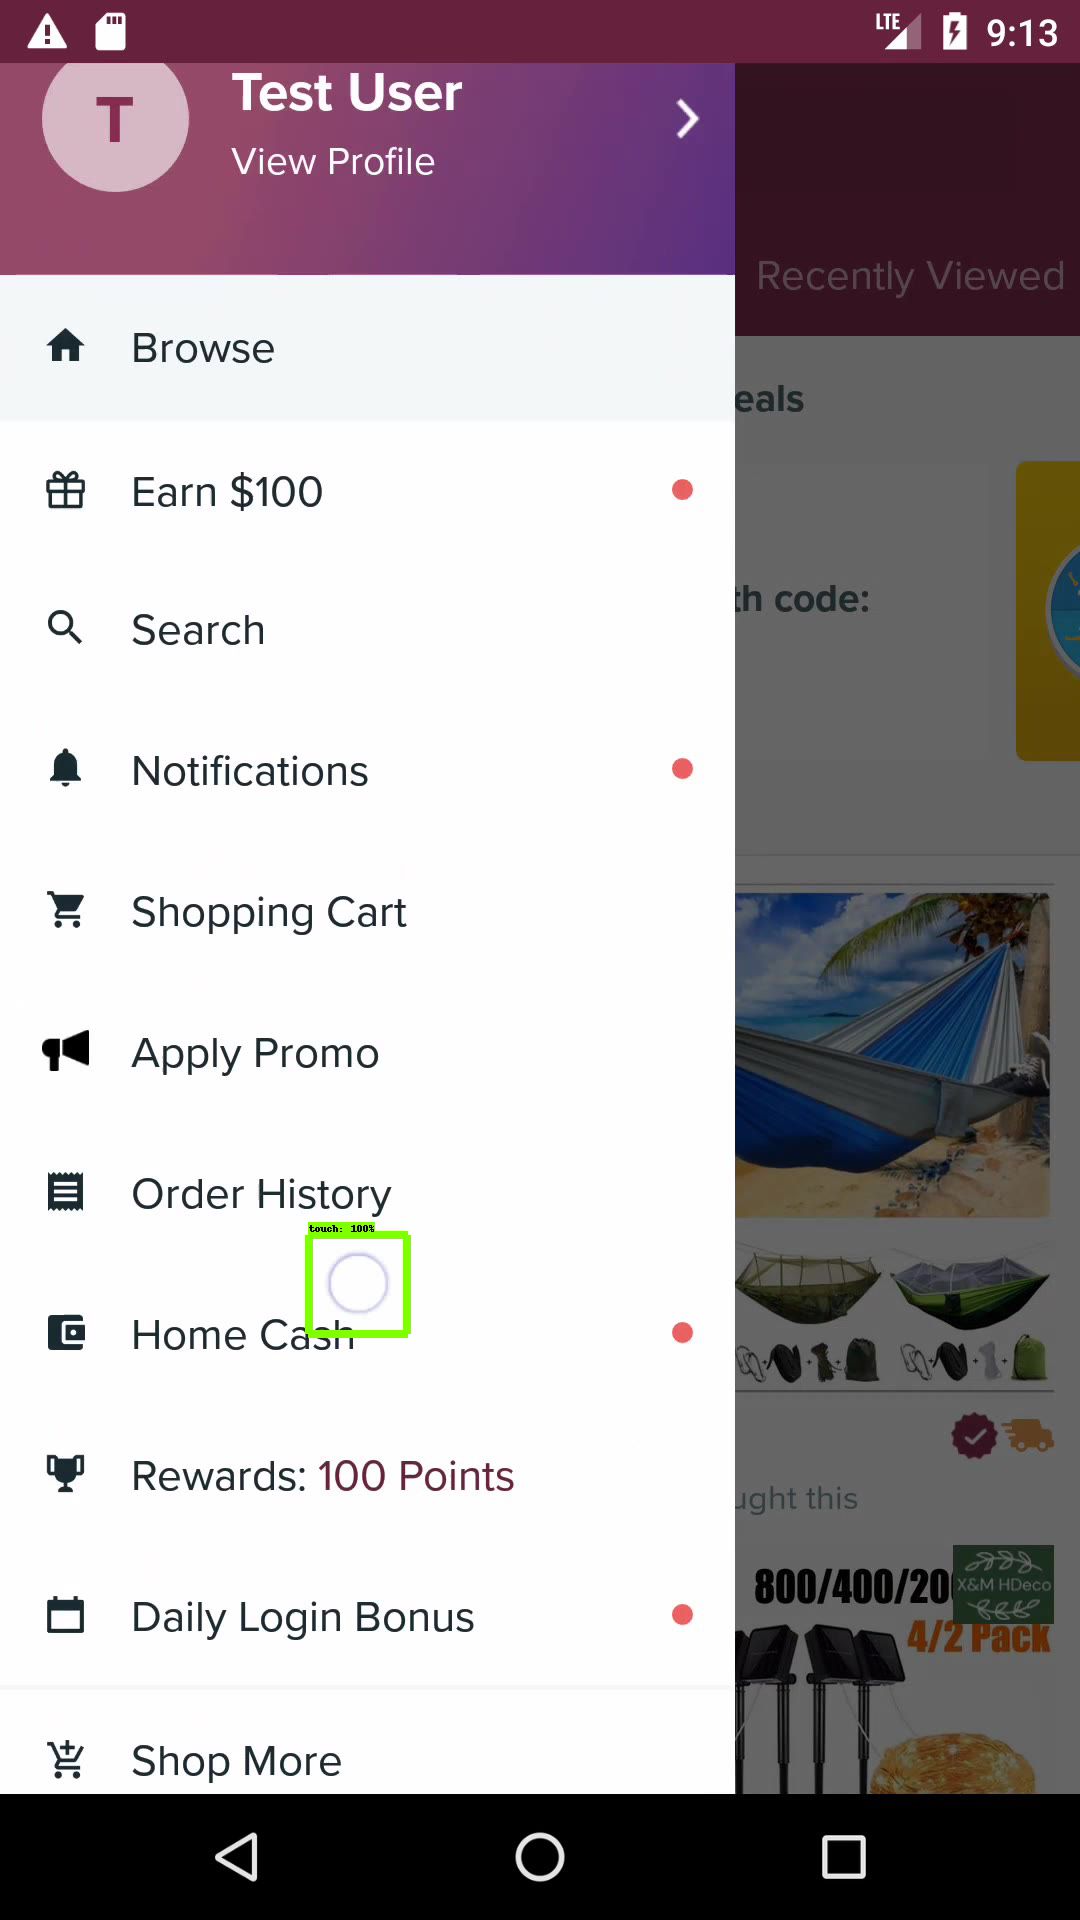 LTE 9:13
T
Test User
View Profile
Recently Viewed
Browse
eals
Earn $100
th code:
Search
Notifications
Shopping Cart
Apply Promo
Order History
touch: 100%
Home Cash
Rewards: 100 Points
ught this
800/400/200
X&M HDeco
4/2 Pack
Daily Login Bonus
Shop More